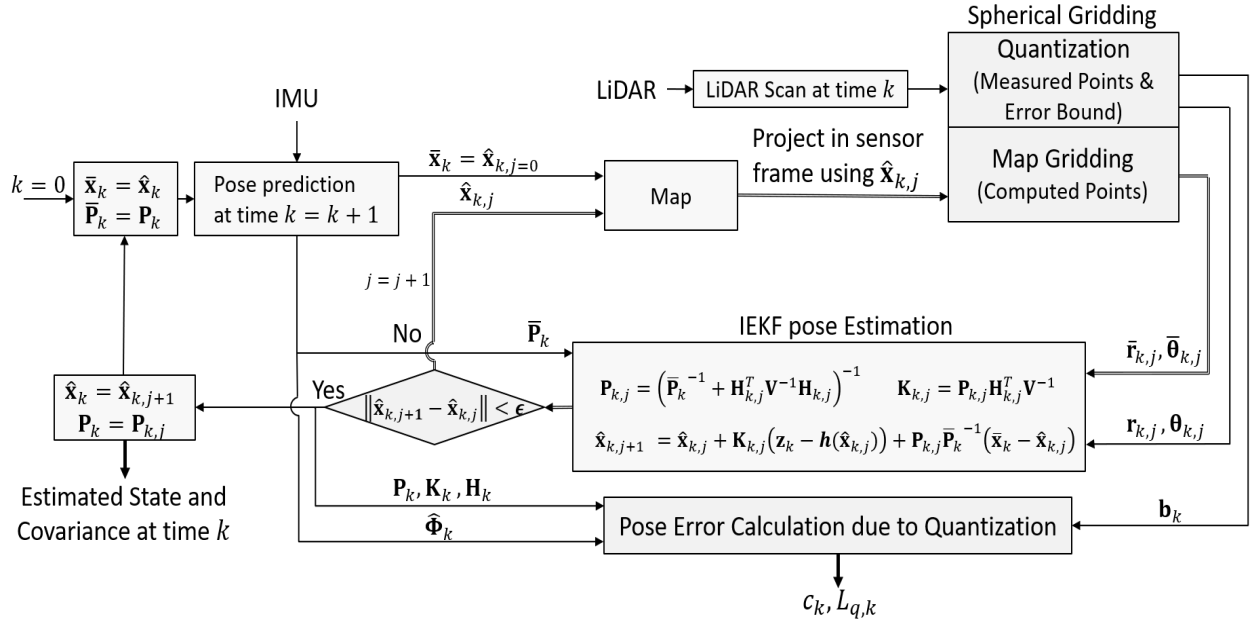 Spherical Gridding
Quantization
(Measured Points &
Error Bound)
Map Gridding
(Computed Points)
LiDAR
LiDAR Scan at time k
IMU
Project in sensor
frame using x̂_{k,j}
k = 0
x̄_k = x̂_k
P̄_k = P_k
Pose prediction
at time k = k + 1
x̄_k = x̂_{k,j=0}
x̂_{k,j}
Map
j = j + 1
No
P̄_k
IEKF pose Estimation
P_{k,j} = (P̄_k^{-1} + H_{k,j}^T V^{-1} H_{k,j})^{-1} K_{k,j} = P_{k,j} H_{k,j}^T V^{-1}
x̂_{k,j+1} = x̂_{k,j} + K_{k,j}(z_k − h(x̂_{k,j})) + P_{k,j} P̄_k^{-1}(x̄_k − x̂_{k,j})
r̄_{k,j}, θ̄_{k,j}
r_{k,j}, θ_{k,j}
Yes
‖x̂_{k,j+1} − x̂_{k,j}‖ < ϵ
x̂_k = x̂_{k,j+1}
P_k = P_{k,j}
Estimated State and
Covariance at time k
P_k, K_k, H_k
Φ̂_k
Pose Error Calculation due to Quantization
b_k
c_k, L_{q,k}